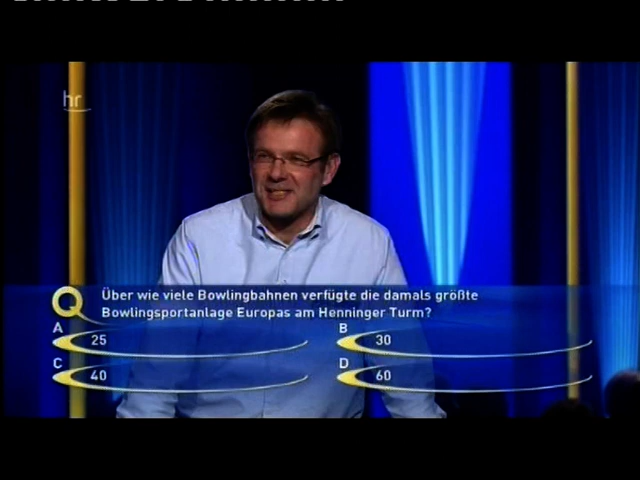 hr
Q Über wie viele Bowlingbahnen verfügte die damals größte
Bowlingsportanlage Europas am Henninger Turm?
A 25
B 30
C 40
D 60